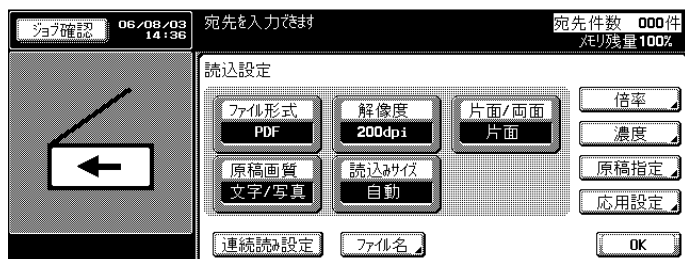 ジョブ確認 06/08/03 14:36
宛先を入力できます
宛先件数 000件
メモリ残量100%
読込設定
ファイル形式 解像度 片面/両面
PDF 200dpi 片面
原稿画質 読込みサイズ
文字/写真 自動
倍率
濃度
原稿指定
応用設定
連続読み設定 ファイル名 OK